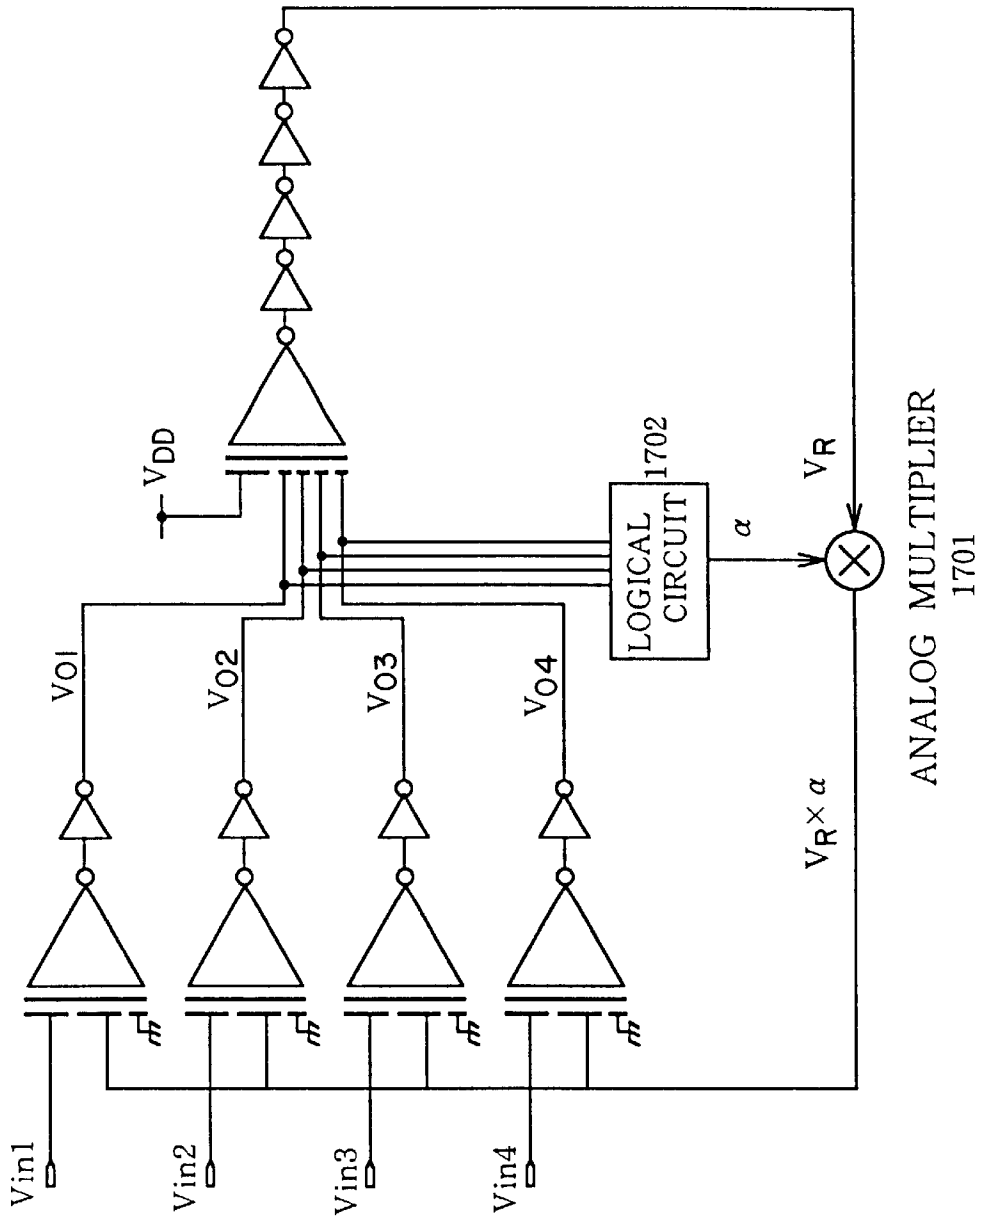 Vin1
Vin2
Vin3
Vin4
VO1
VO2
VO3
VO4
VDD
LOGICAL
CIRCUIT
1702
α
VR
VR×α
ANALOG MULTIPLIER
1701